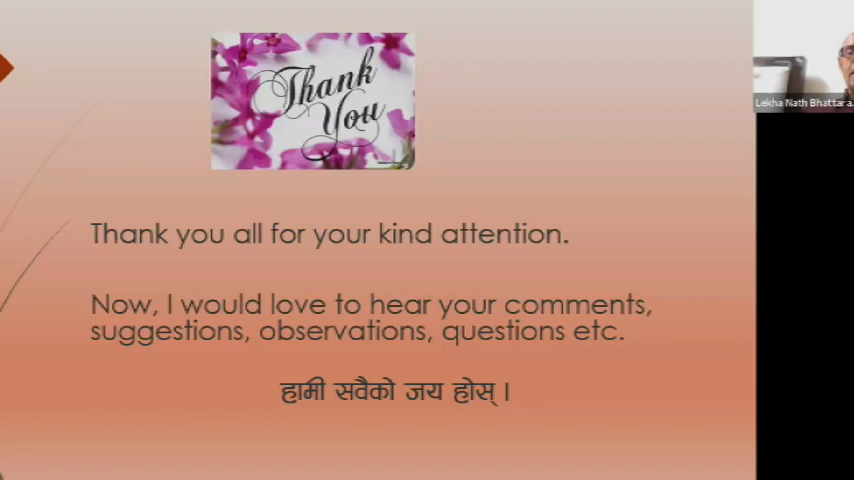 Thank You
Lekha Nath Bhattara.
Thank you all for your kind attention.
Now, I would love to hear your comments,
suggestions, observations, questions etc.
हामी सवैको जय होस् ।